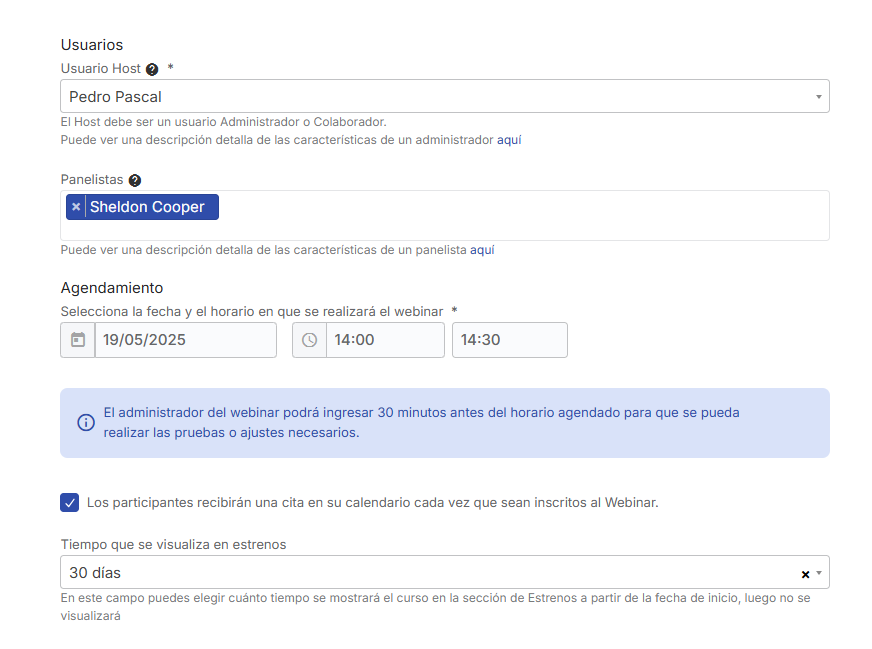 Usuarios
Usuario Host ? *
Pedro Pascal
El Host debe ser un usuario Administrador o Colaborador.
Puede ver una descripción detalla de las características de un administrador aquí
Panelistas ?
× Sheldon Cooper
Puede ver una descripción detalla de las características de un panelista aquí
Agendamiento
Selecciona la fecha y el horario en que se realizará el webinar *
19/05/2025 14:00 14:30
El administrador del webinar podrá ingresar 30 minutos antes del horario agendado para que se pueda
realizar las pruebas o ajustes necesarios.
Los participantes recibirán una cita en su calendario cada vez que sean inscritos al Webinar.
Tiempo que se visualiza en estrenos
30 días ×
En este campo puedes elegir cuánto tiempo se mostrará el curso en la sección de Estrenos a partir de la fecha de inicio, luego no se
visualizará